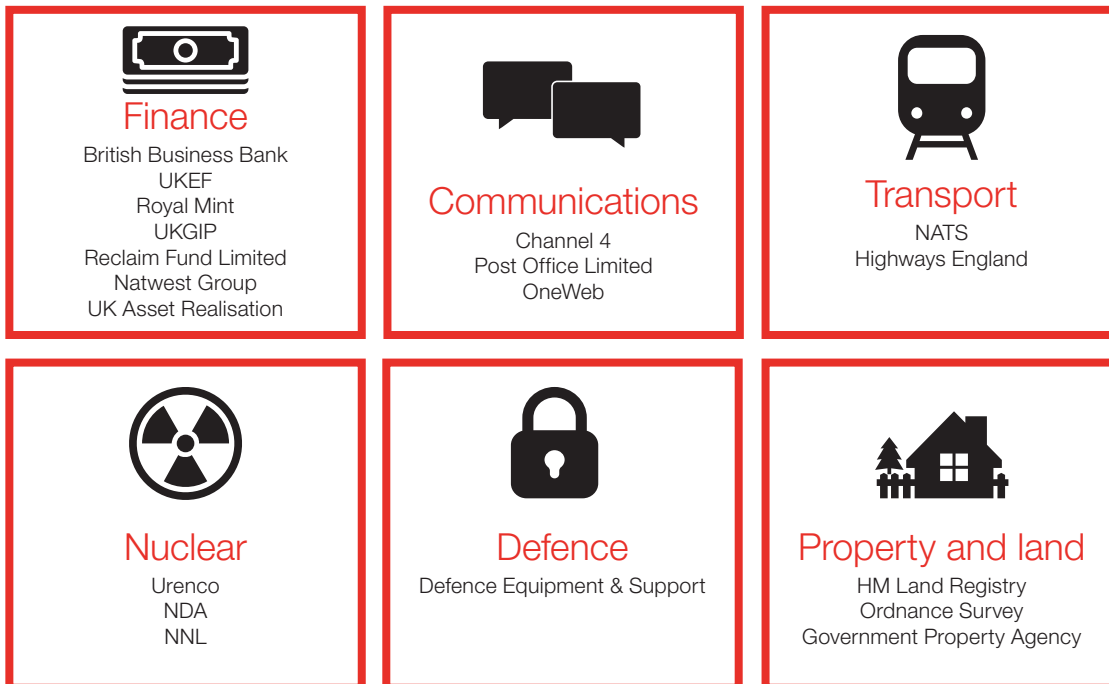 Finance
British Business Bank
UKEF
Royal Mint
UKGIP
Reclaim Fund Limited
Natwest Group
UK Asset Realisation
Communications
Channel 4
Post Office Limited
OneWeb
Transport
NATS
Highways England
Nuclear
Urenco
NDA
NNL
Defence
Defence Equipment & Support
Property and land
HM Land Registry
Ordnance Survey
Government Property Agency